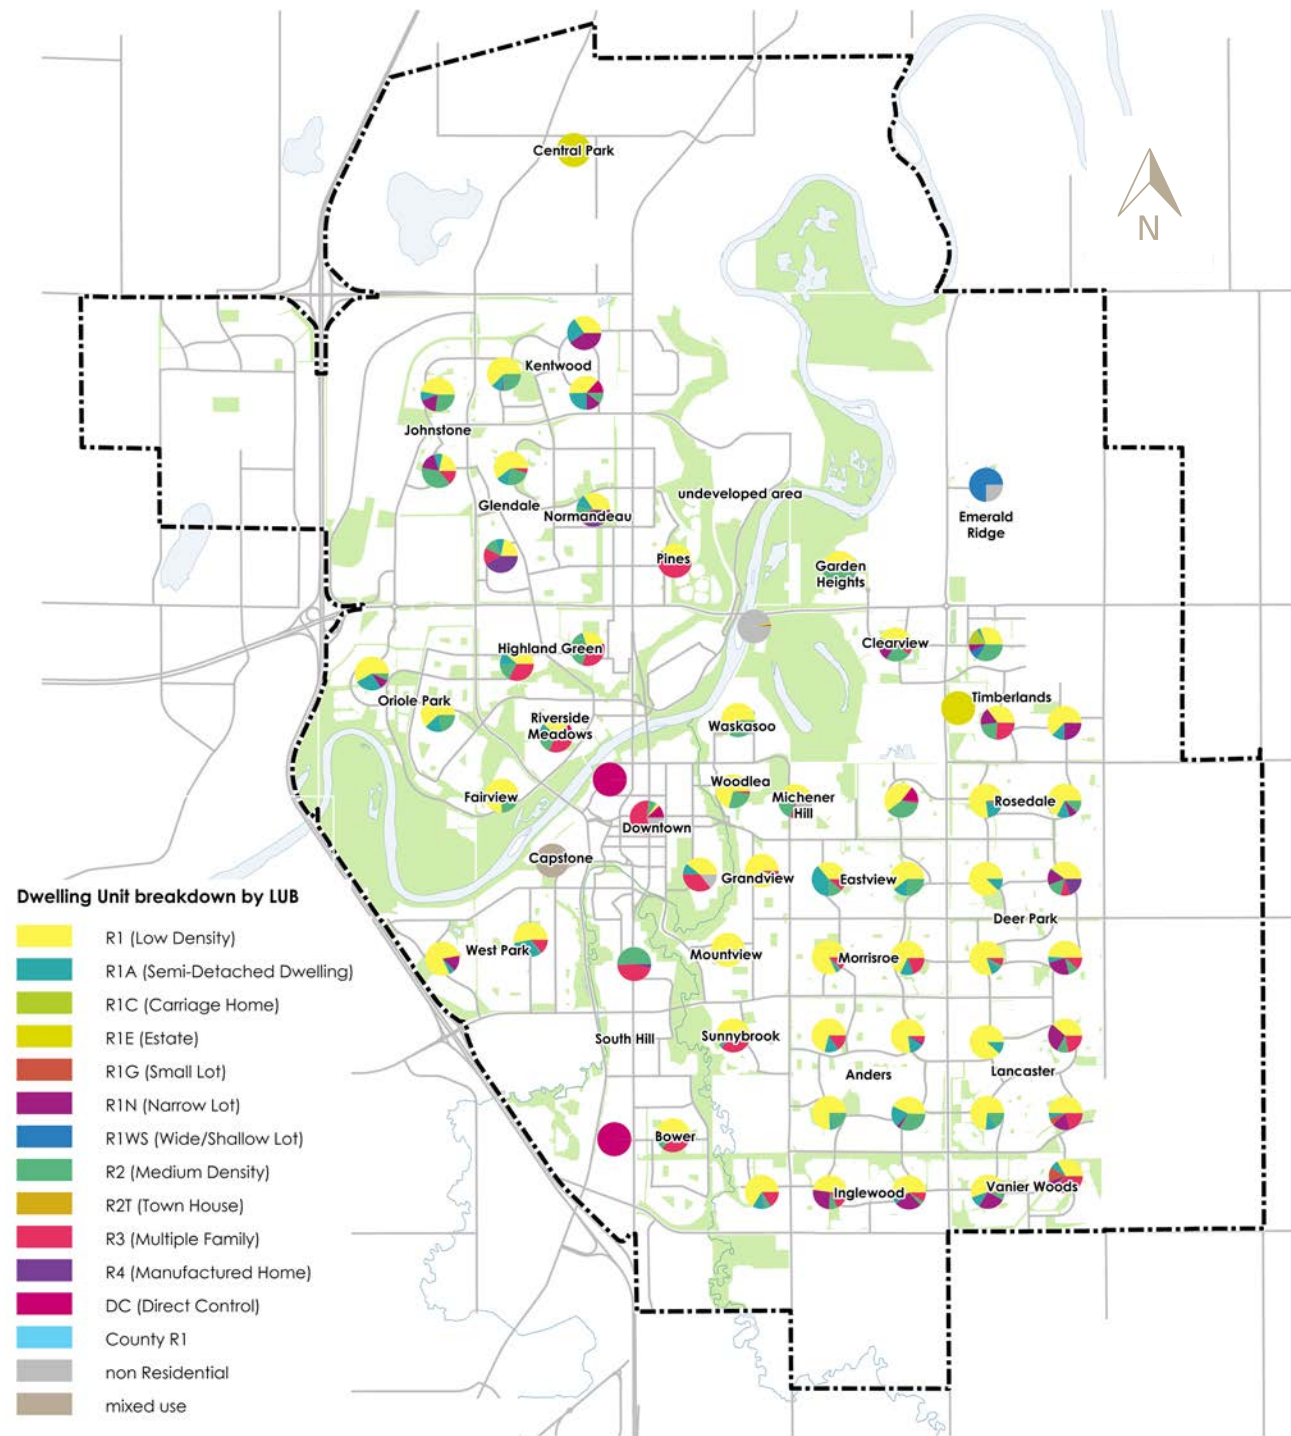 Central Park
N
Kentwood
Johnstone
Glendale
Normandeau
undeveloped area
Emerald
Ridge
Pines
Garden
Heights
Highland Green
Clearview
Oriole Park
Timberlands
Riverside
Meadows
Waskasoo
Fairview
Woodlea
Michener
Hill
Rosedale
Downtown
Capstone
Grandview
Eastview
Deer Park
West Park
Mountview
Morrisroe
South Hill
Sunnybrook
Anders
Lancaster
Bower
Inglewood
Vanier Woods
Dwelling Unit breakdown by LUB
R1 (Low Density)
R1A (Semi-Detached Dwelling)
R1C (Carriage Home)
R1E (Estate)
R1G (Small Lot)
R1N (Narrow Lot)
R1WS (Wide/Shallow Lot)
R2 (Medium Density)
R2T (Town House)
R3 (Multiple Family)
R4 (Manufactured Home)
DC (Direct Control)
County R1
non Residential
mixed use